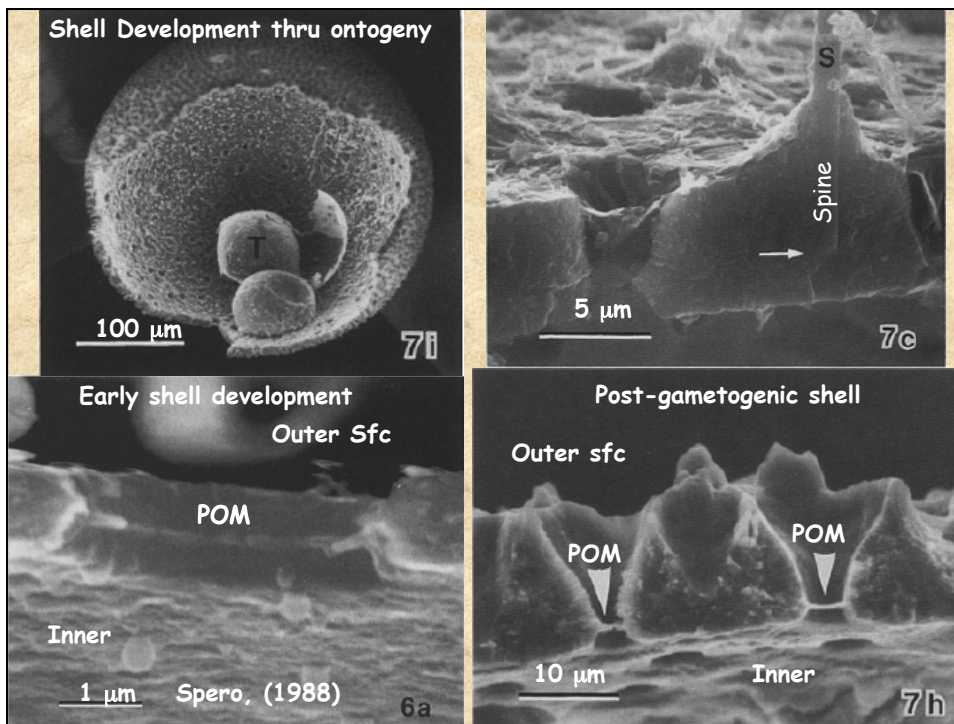 Shell Development thru ontogeny
T
100 μm
7i
S
Spine
5 μm
7c
Early shell development
Outer Sfc
POM
Inner
1 μm
Spero, (1988)
6a
Post-gametogenic shell
Outer sfc
POM
POM
10 μm
Inner
7h